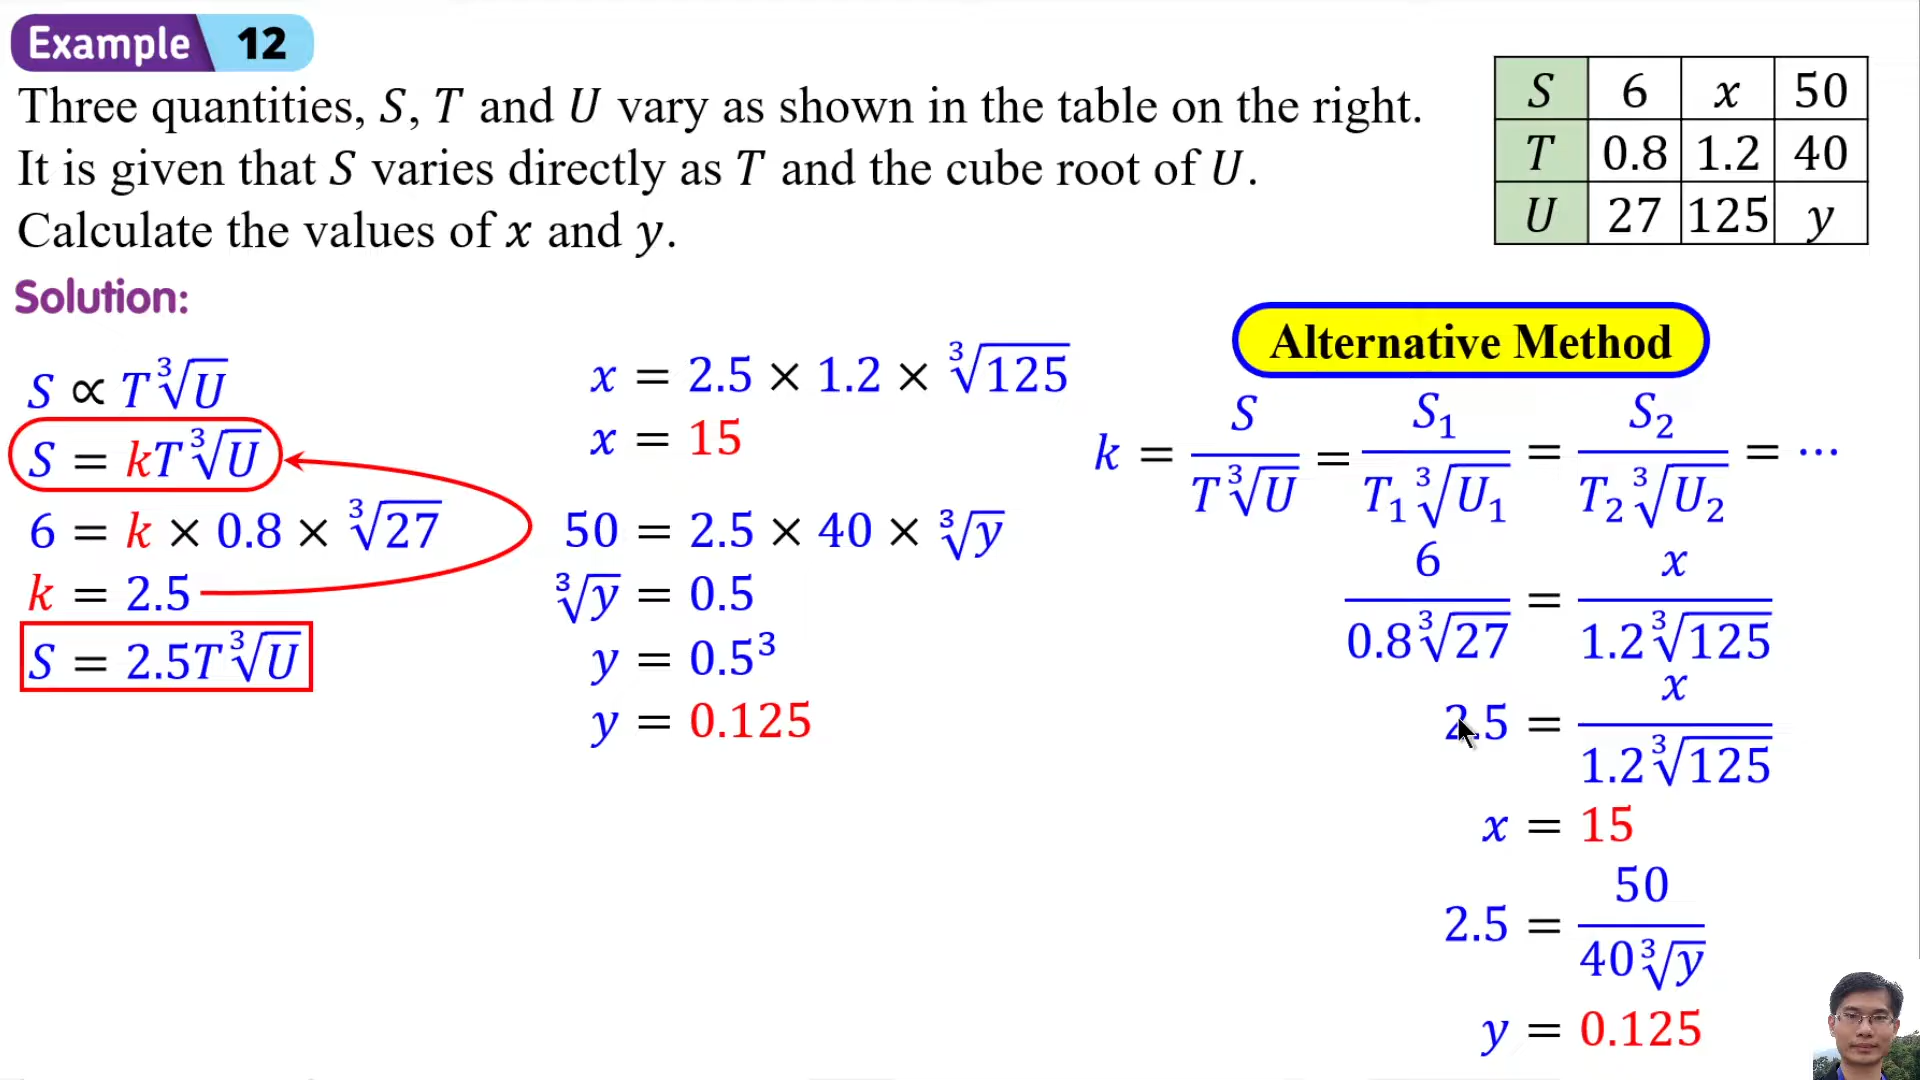 Example 12
Three quantities, S, T and U vary as shown in the table on the right.
It is given that S varies directly as T and the cube root of U.
Calculate the values of x and y.
S 6 x 50
T 0.8 1.2 40
U 27 125 y
Solution:
S ∝ T∛U
S = kT∛U
6 = k × 0.8 × ∛27
k = 2.5
S = 2.5T∛U
x = 2.5 × 1.2 × ∛125
x = 15
50 = 2.5 × 40 × ∛y
∛y = 0.5
y = 0.5³
y = 0.125
Alternative Method
k = S/(T∛U) = S₁/(T₁∛U₁) = S₂/(T₂∛U₂) = ⋯
6/(0.8∛27) = x/(1.2∛125)
2.5 = x/(1.2∛125)
x = 15
2.5 = 50/(40∛y)
y = 0.125